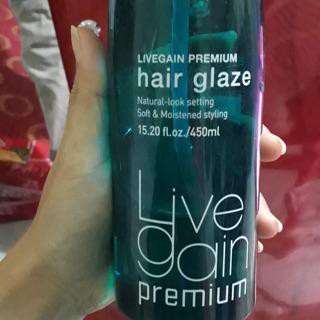 LIVEGAIN PREMIUM
hair glaze
Natural-look setting
Soft & Moistened styling
15.20 fl.oz./450ml
Live
gain
premium